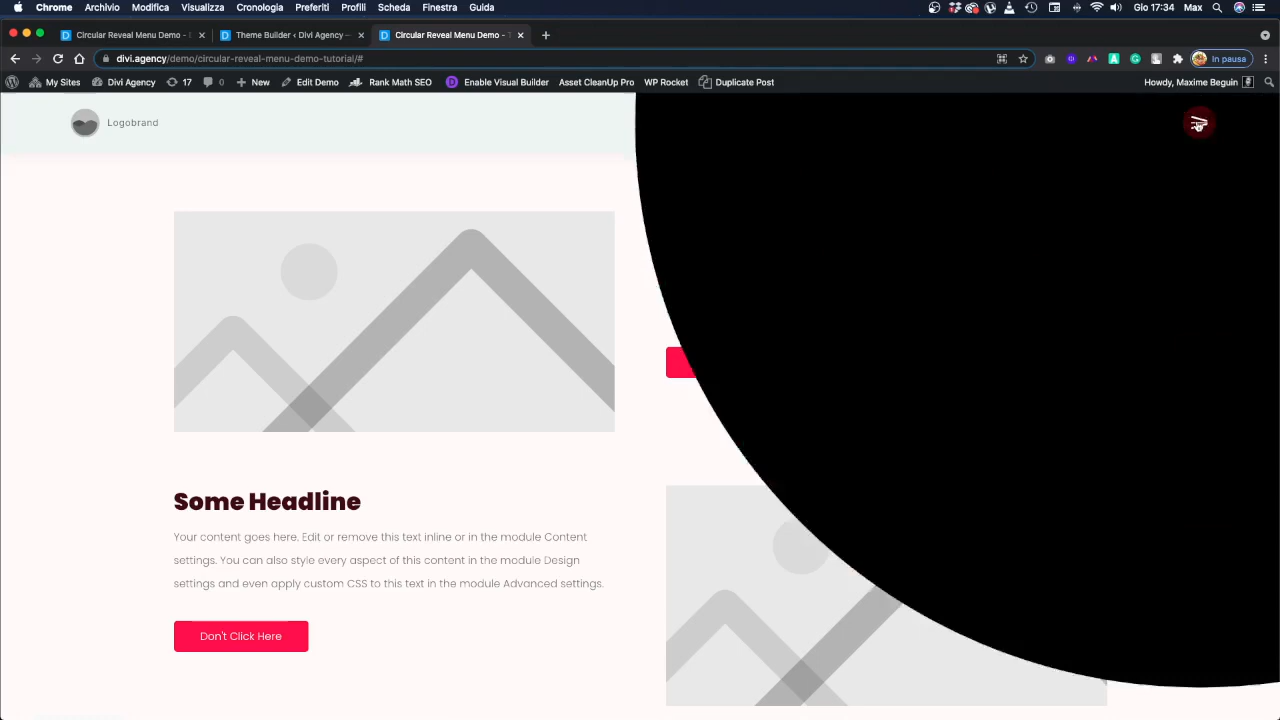 Chrome Archivio Modifica Visualizza Cronologia Preferiti Profili Scheda Finestra Guida Gio 17:34 Max
Circular Reveal Menu Demo - Theme Builder ‹ Divi Agency — Circular Reveal Menu Demo - T
divi.agency/demo/circular-reveal-menu-demo-tutorial/# In pausa
My Sites Divi Agency 17 0 New Edit Demo Rank Math SEO Enable Visual Builder Asset CleanUp Pro WP Rocket Duplicate Post Howdy, Maxime Beguin
Logobrand
Some Headline
Your content goes here. Edit or remove this text inline or in the module Content
settings. You can also style every aspect of this content in the module Design
settings and even apply custom CSS to this text in the module Advanced settings.
Don't Click Here